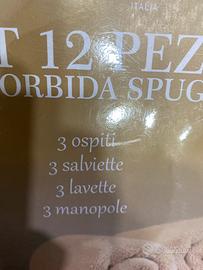 ITALIA
T 12 PEZ
ORBIDA SPUG
3 ospiti
3 salviette
3 lavette
3 manopole